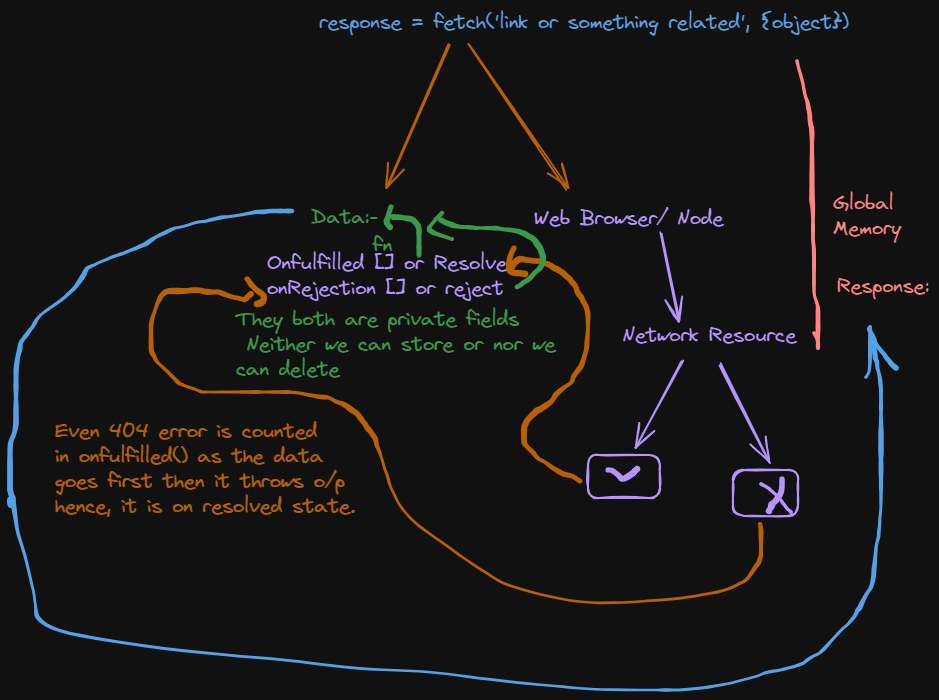 response = fetch('link or something related', {object})
Data:-
Web Browser/ Node
Global
Memory
fn
Onfulfilled [] or Resolve
onRejection [] or reject
Response:
They both are private fields
Neither we can store or nor we
can delete
Network Resource
Even 404 error is counted
in onfulfilled() as the data
goes first then it throws o/p
hence, it is on resolved state.